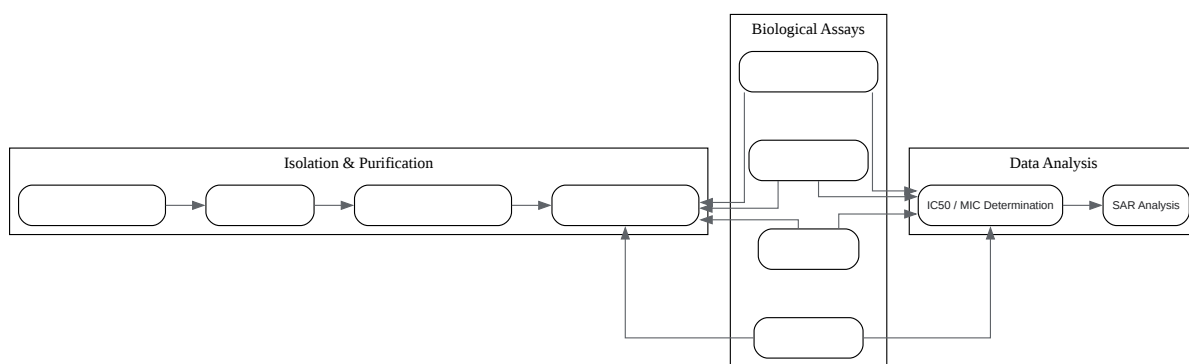 Biological Assays
Isolation & Purification
Data Analysis
IC50 / MIC Determination
SAR Analysis